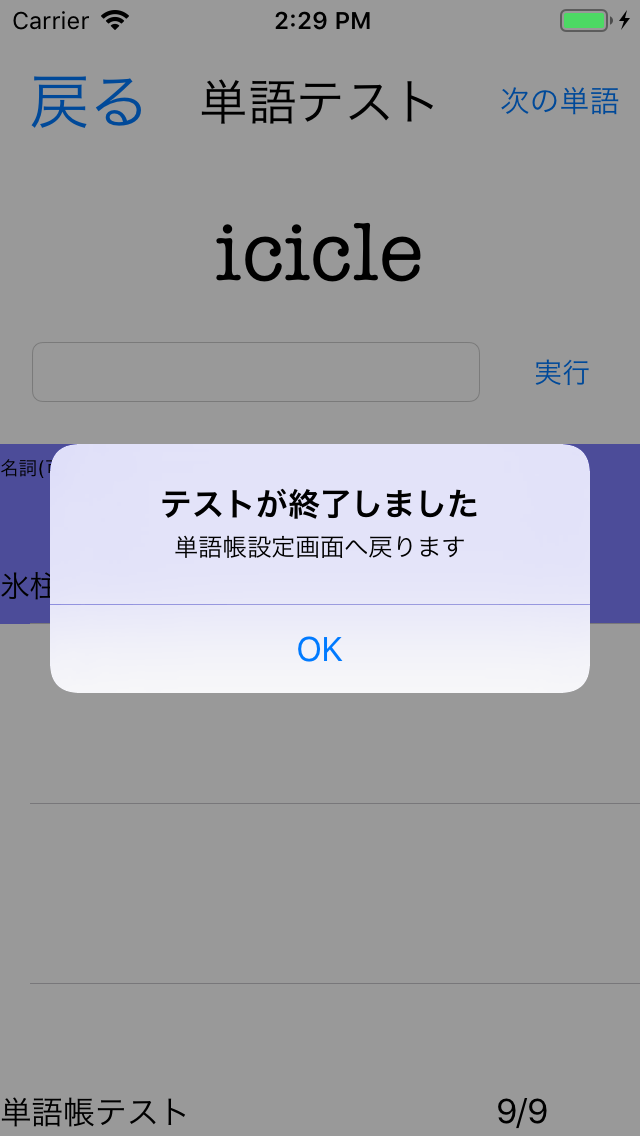 Carrier 2:29 PM
戻る 単語テスト 次の単語
icicle
実行
名詞(
テストが終了しました
単語帳設定画面へ戻ります
氷柱
OK
単語帳テスト 9/9